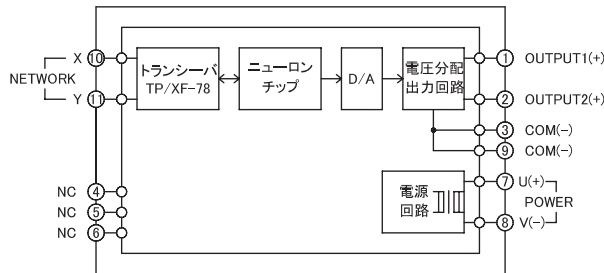 X 10
NETWORK
Y 11
NC 4
NC 5
NC 6
トランシーバ
TP/XF-78
ニューロン
チップ
D/A
電圧分配
出力回路
電源
回路
1 OUTPUT1(+)
2 OUTPUT2(+)
3 COM(-)
9 COM(-)
7 U(+)
POWER
8 V(-)